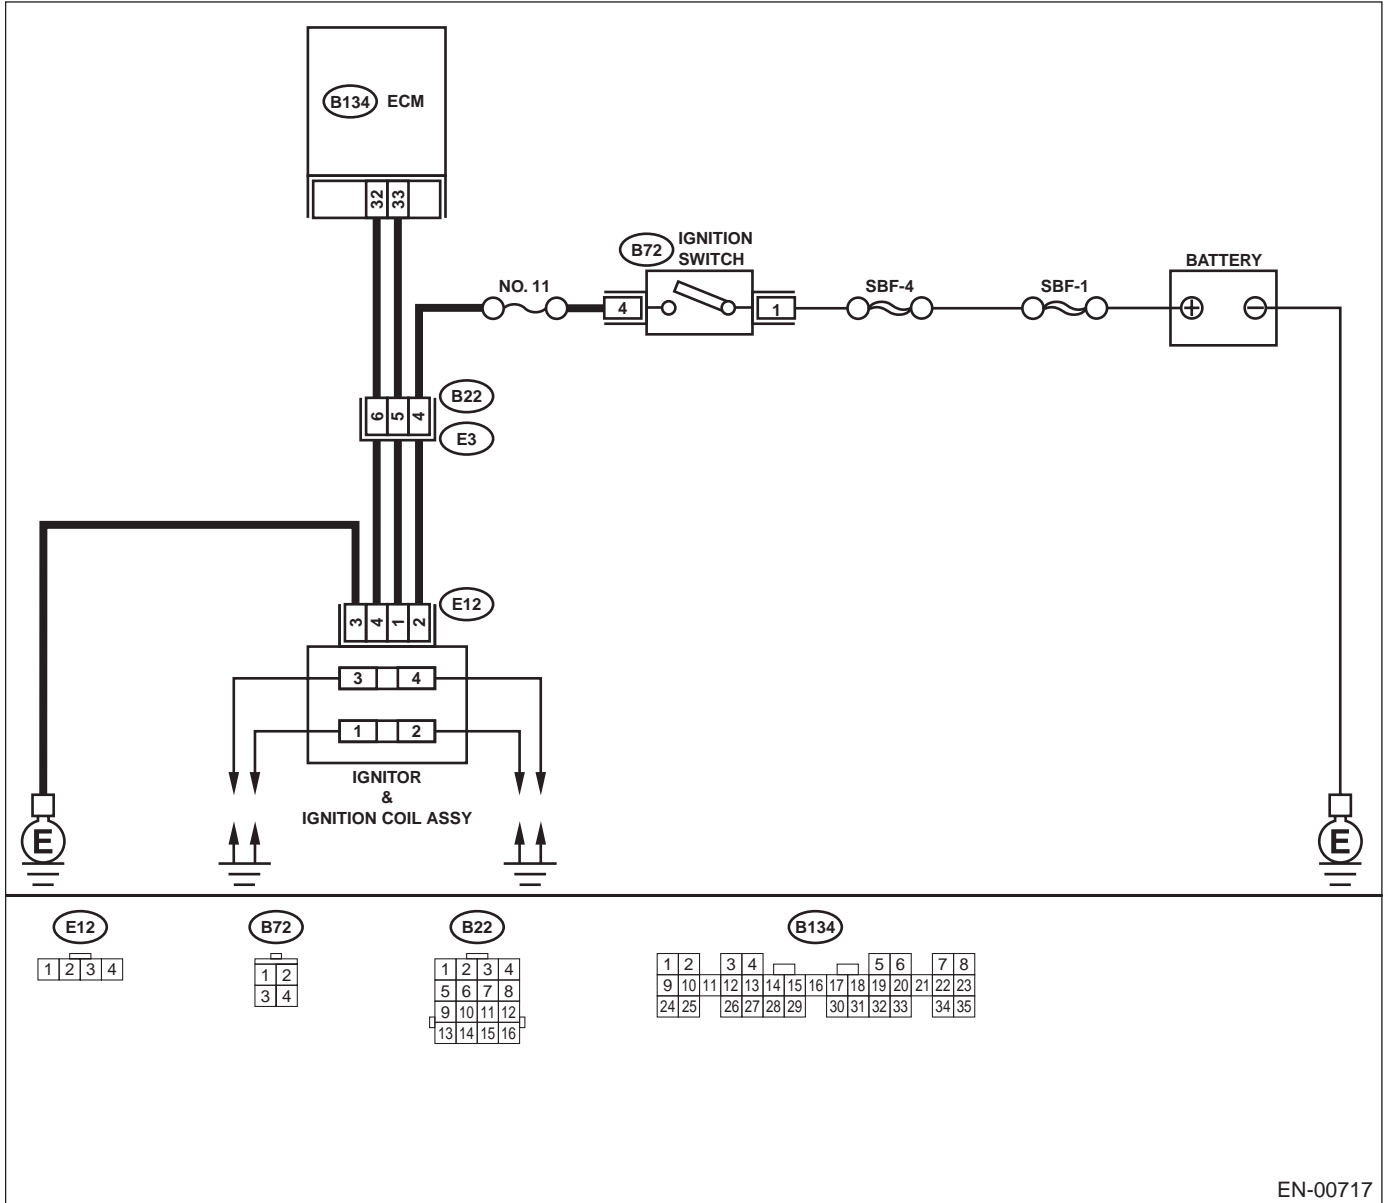 B134 ECM
32 33
B72 IGNITION
SWITCH
BATTERY
NO. 11
SBF-4
SBF-1
4
1
B22
6 5 4
E3
E12
3 4 1 2
3 4
1 2
IGNITOR
&
IGNITION COIL ASSY
E
E
E12
1 2 3 4
B72
1 2
3 4
B22
1 2 3 4
5 6 7 8
9 10 11 12
13 14 15 16
B134
1 2 3 4 5 6 7 8
9 10 11 12 13 14 15 16 17 18 19 20 21 22 23
24 25 26 27 28 29 30 31 32 33 34 35
EN-00717